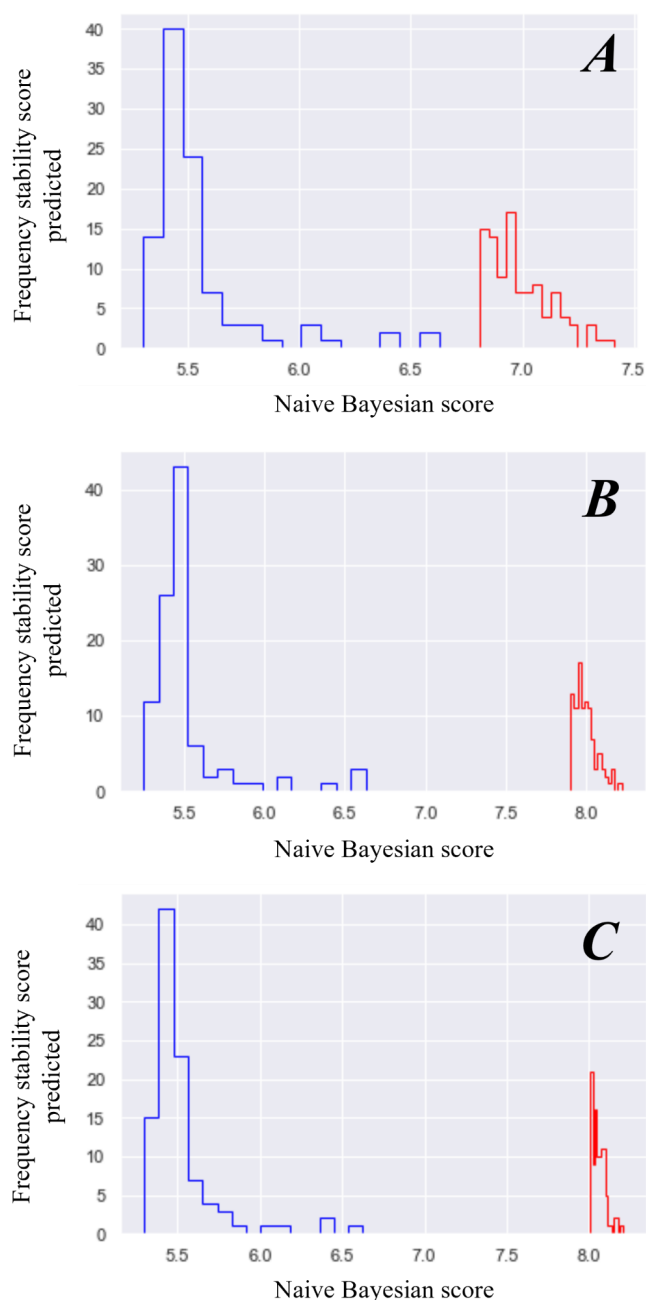 A
Frequency stability score
predicted
40
35
30
25
20
15
10
5
0
5.5 6.0 6.5 7.0 7.5
Naive Bayesian score
B
Frequency stability score
predicted
40
30
20
10
0
5.5 6.0 6.5 7.0 7.5 8.0
Naive Bayesian score
C
Frequency stability score
predicted
40
35
30
25
20
15
10
5
0
5.5 6.0 6.5 7.0 7.5 8.0
Naive Bayesian score